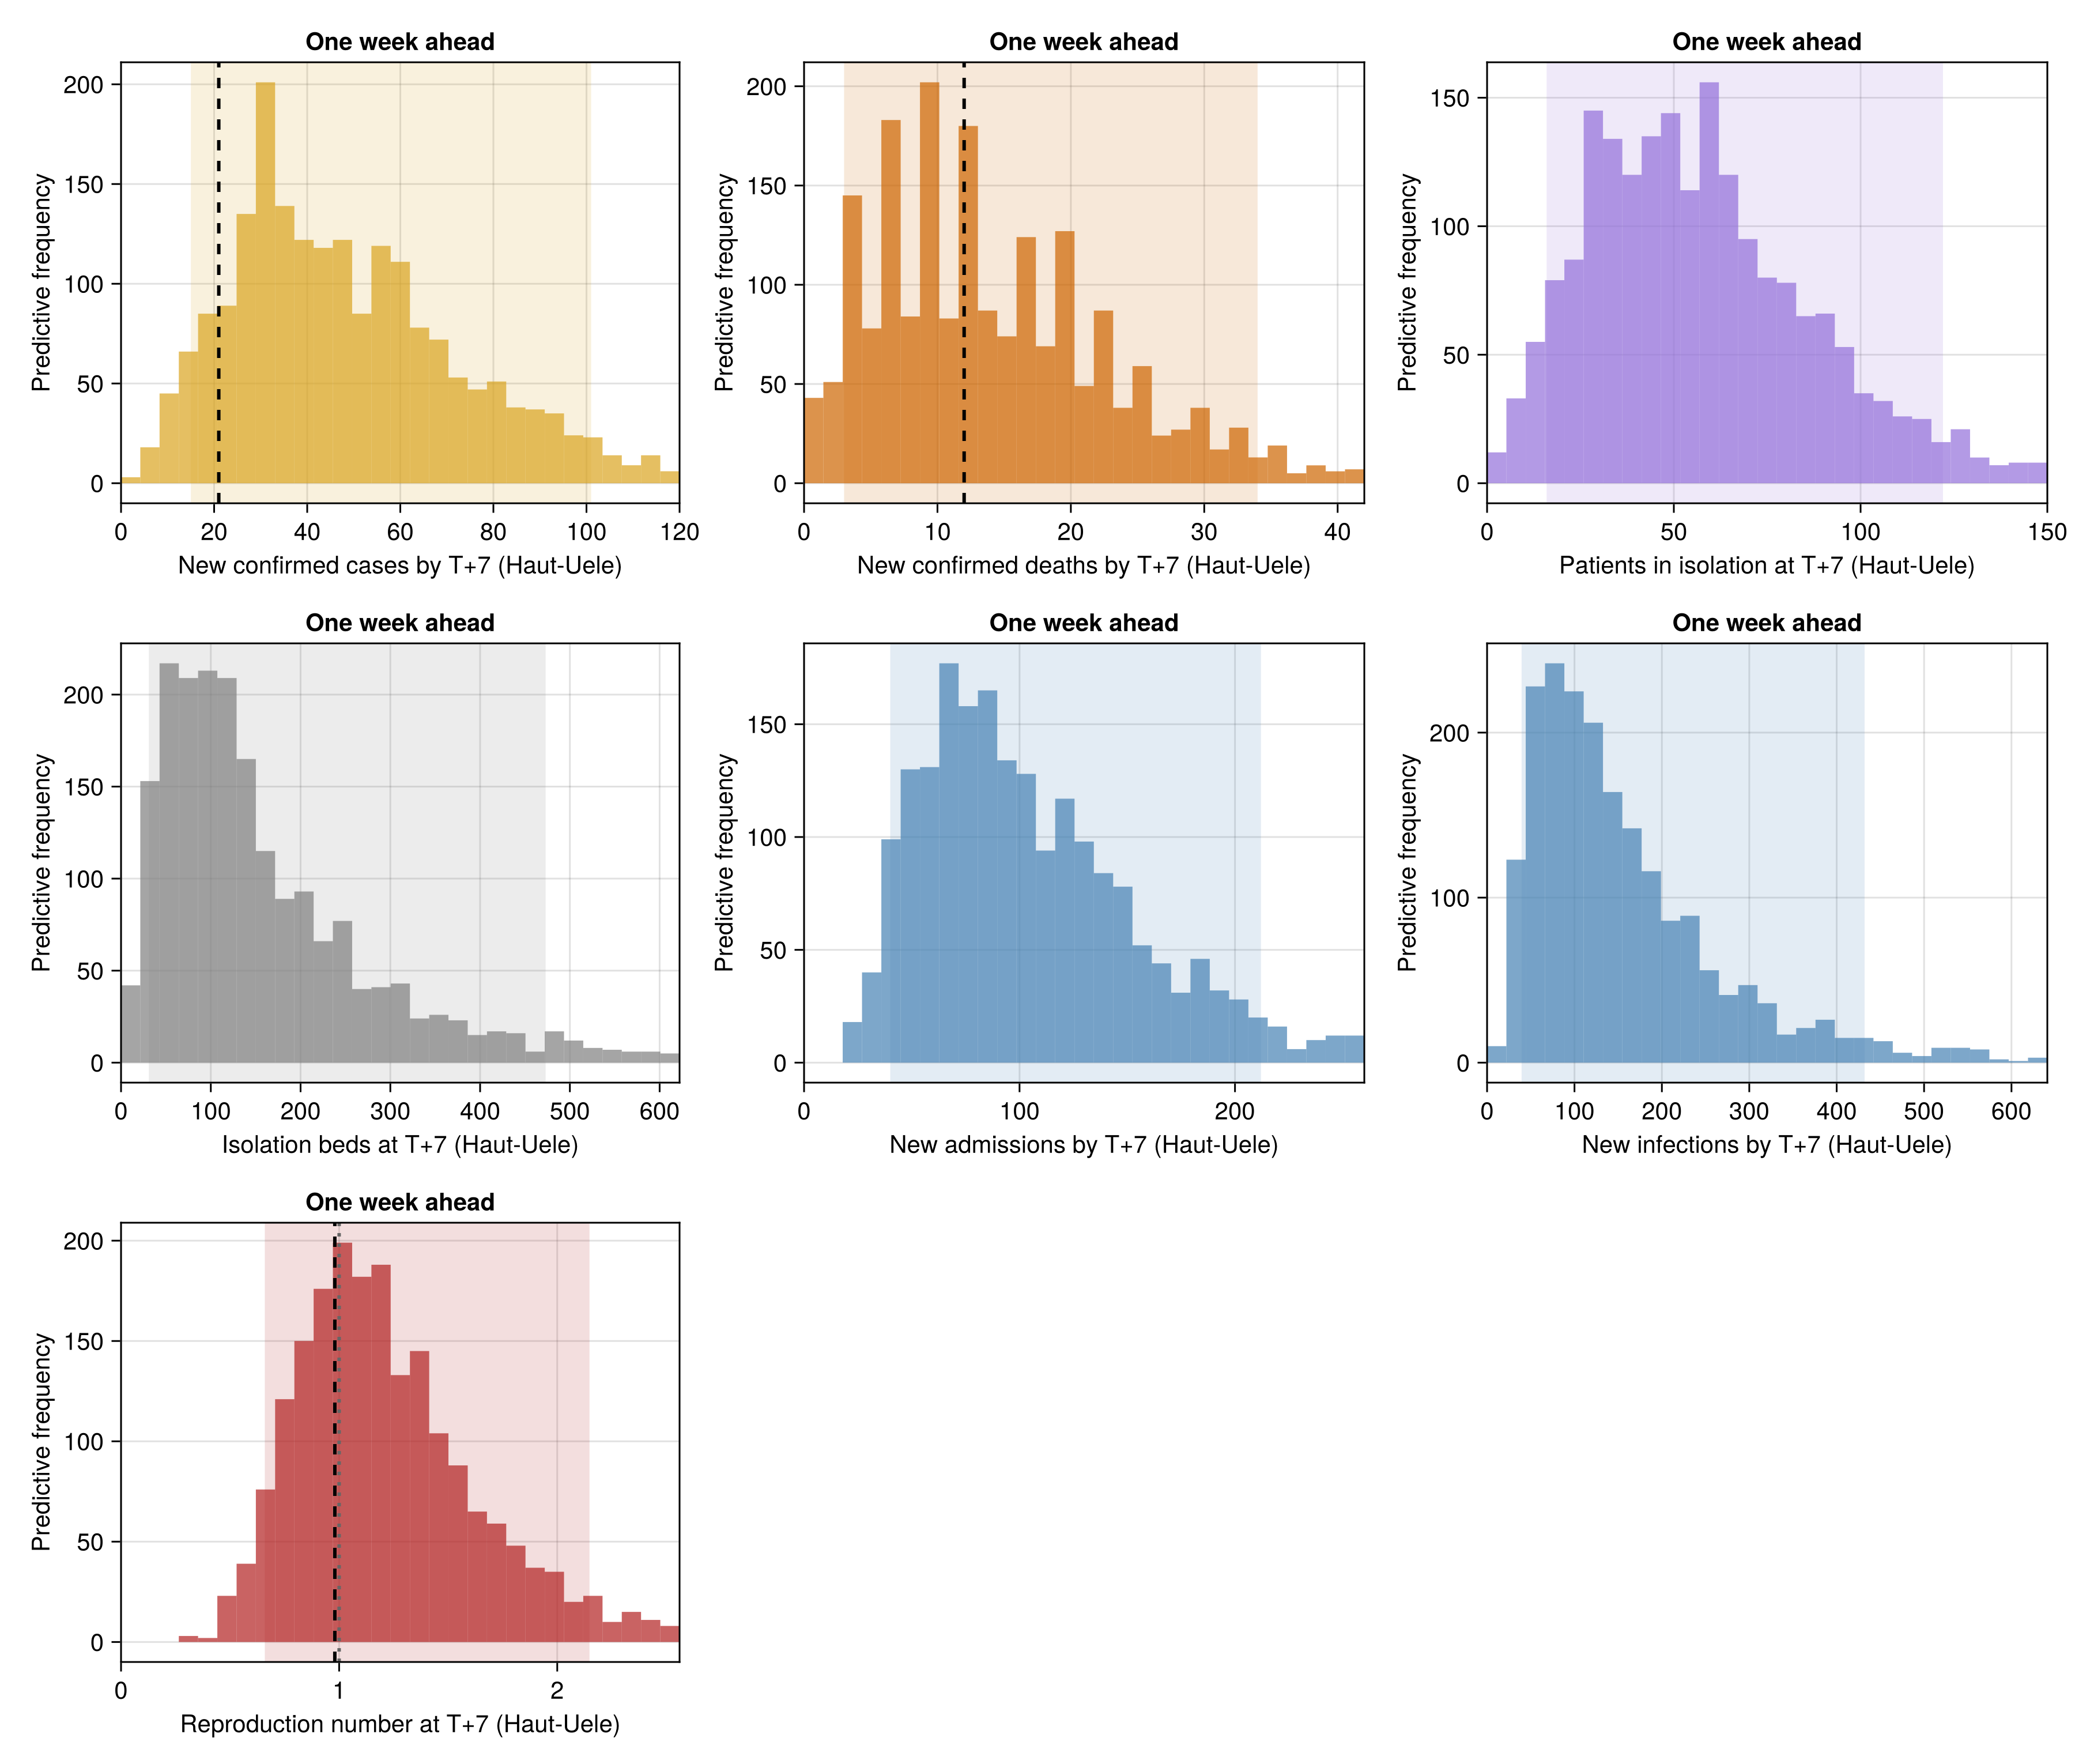 One week ahead
200
150
100
50
0
Predictive frequency
0 20 40 60 80 100 120
New confirmed cases by T+7 (Haut-Uele)
One week ahead
200
150
100
50
0
Predictive frequency
0 10 20 30 40
New confirmed deaths by T+7 (Haut-Uele)
One week ahead
150
100
50
0
Predictive frequency
0 50 100 150
Patients in isolation at T+7 (Haut-Uele)
One week ahead
200
150
100
50
0
Predictive frequency
0 100 200 300 400 500 600
Isolation beds at T+7 (Haut-Uele)
One week ahead
150
100
50
0
Predictive frequency
0 100 200
New admissions by T+7 (Haut-Uele)
One week ahead
200
100
0
Predictive frequency
0 100 200 300 400 500 600
New infections by T+7 (Haut-Uele)
One week ahead
200
150
100
50
0
Predictive frequency
0 1 2
Reproduction number at T+7 (Haut-Uele)